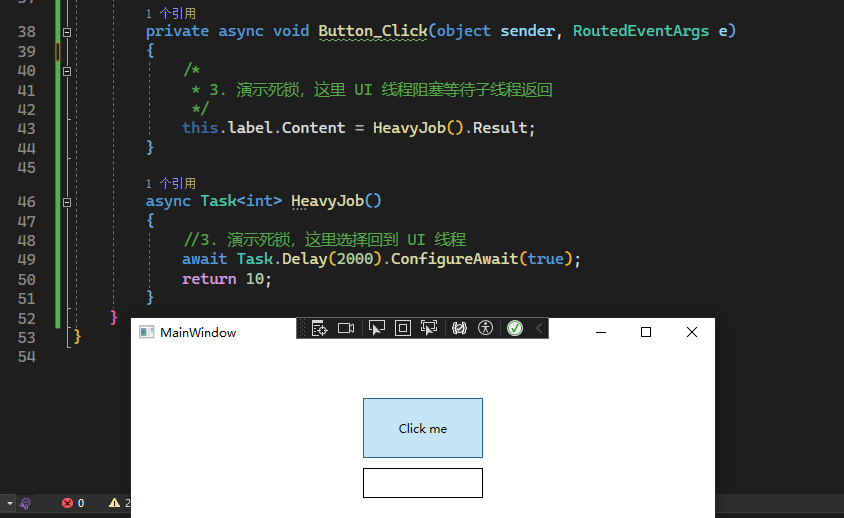 37
1 个引用
38 private async void Button_Click(object sender, RoutedEventArgs e)
39 {
40 /*
41 * 3. 演示死锁，这里 UI 线程阻塞等待子线程返回
42 */
43 this.label.Content = HeavyJob().Result;
44 }
45
1 个引用
46 async Task<int> HeavyJob()
47 {
48 //3. 演示死锁，这里选择回到 UI 线程
49 await Task.Delay(2000).ConfigureAwait(true);
50 return 10;
51 }
52 }
53 }
54
MainWindow
Click me
0 2